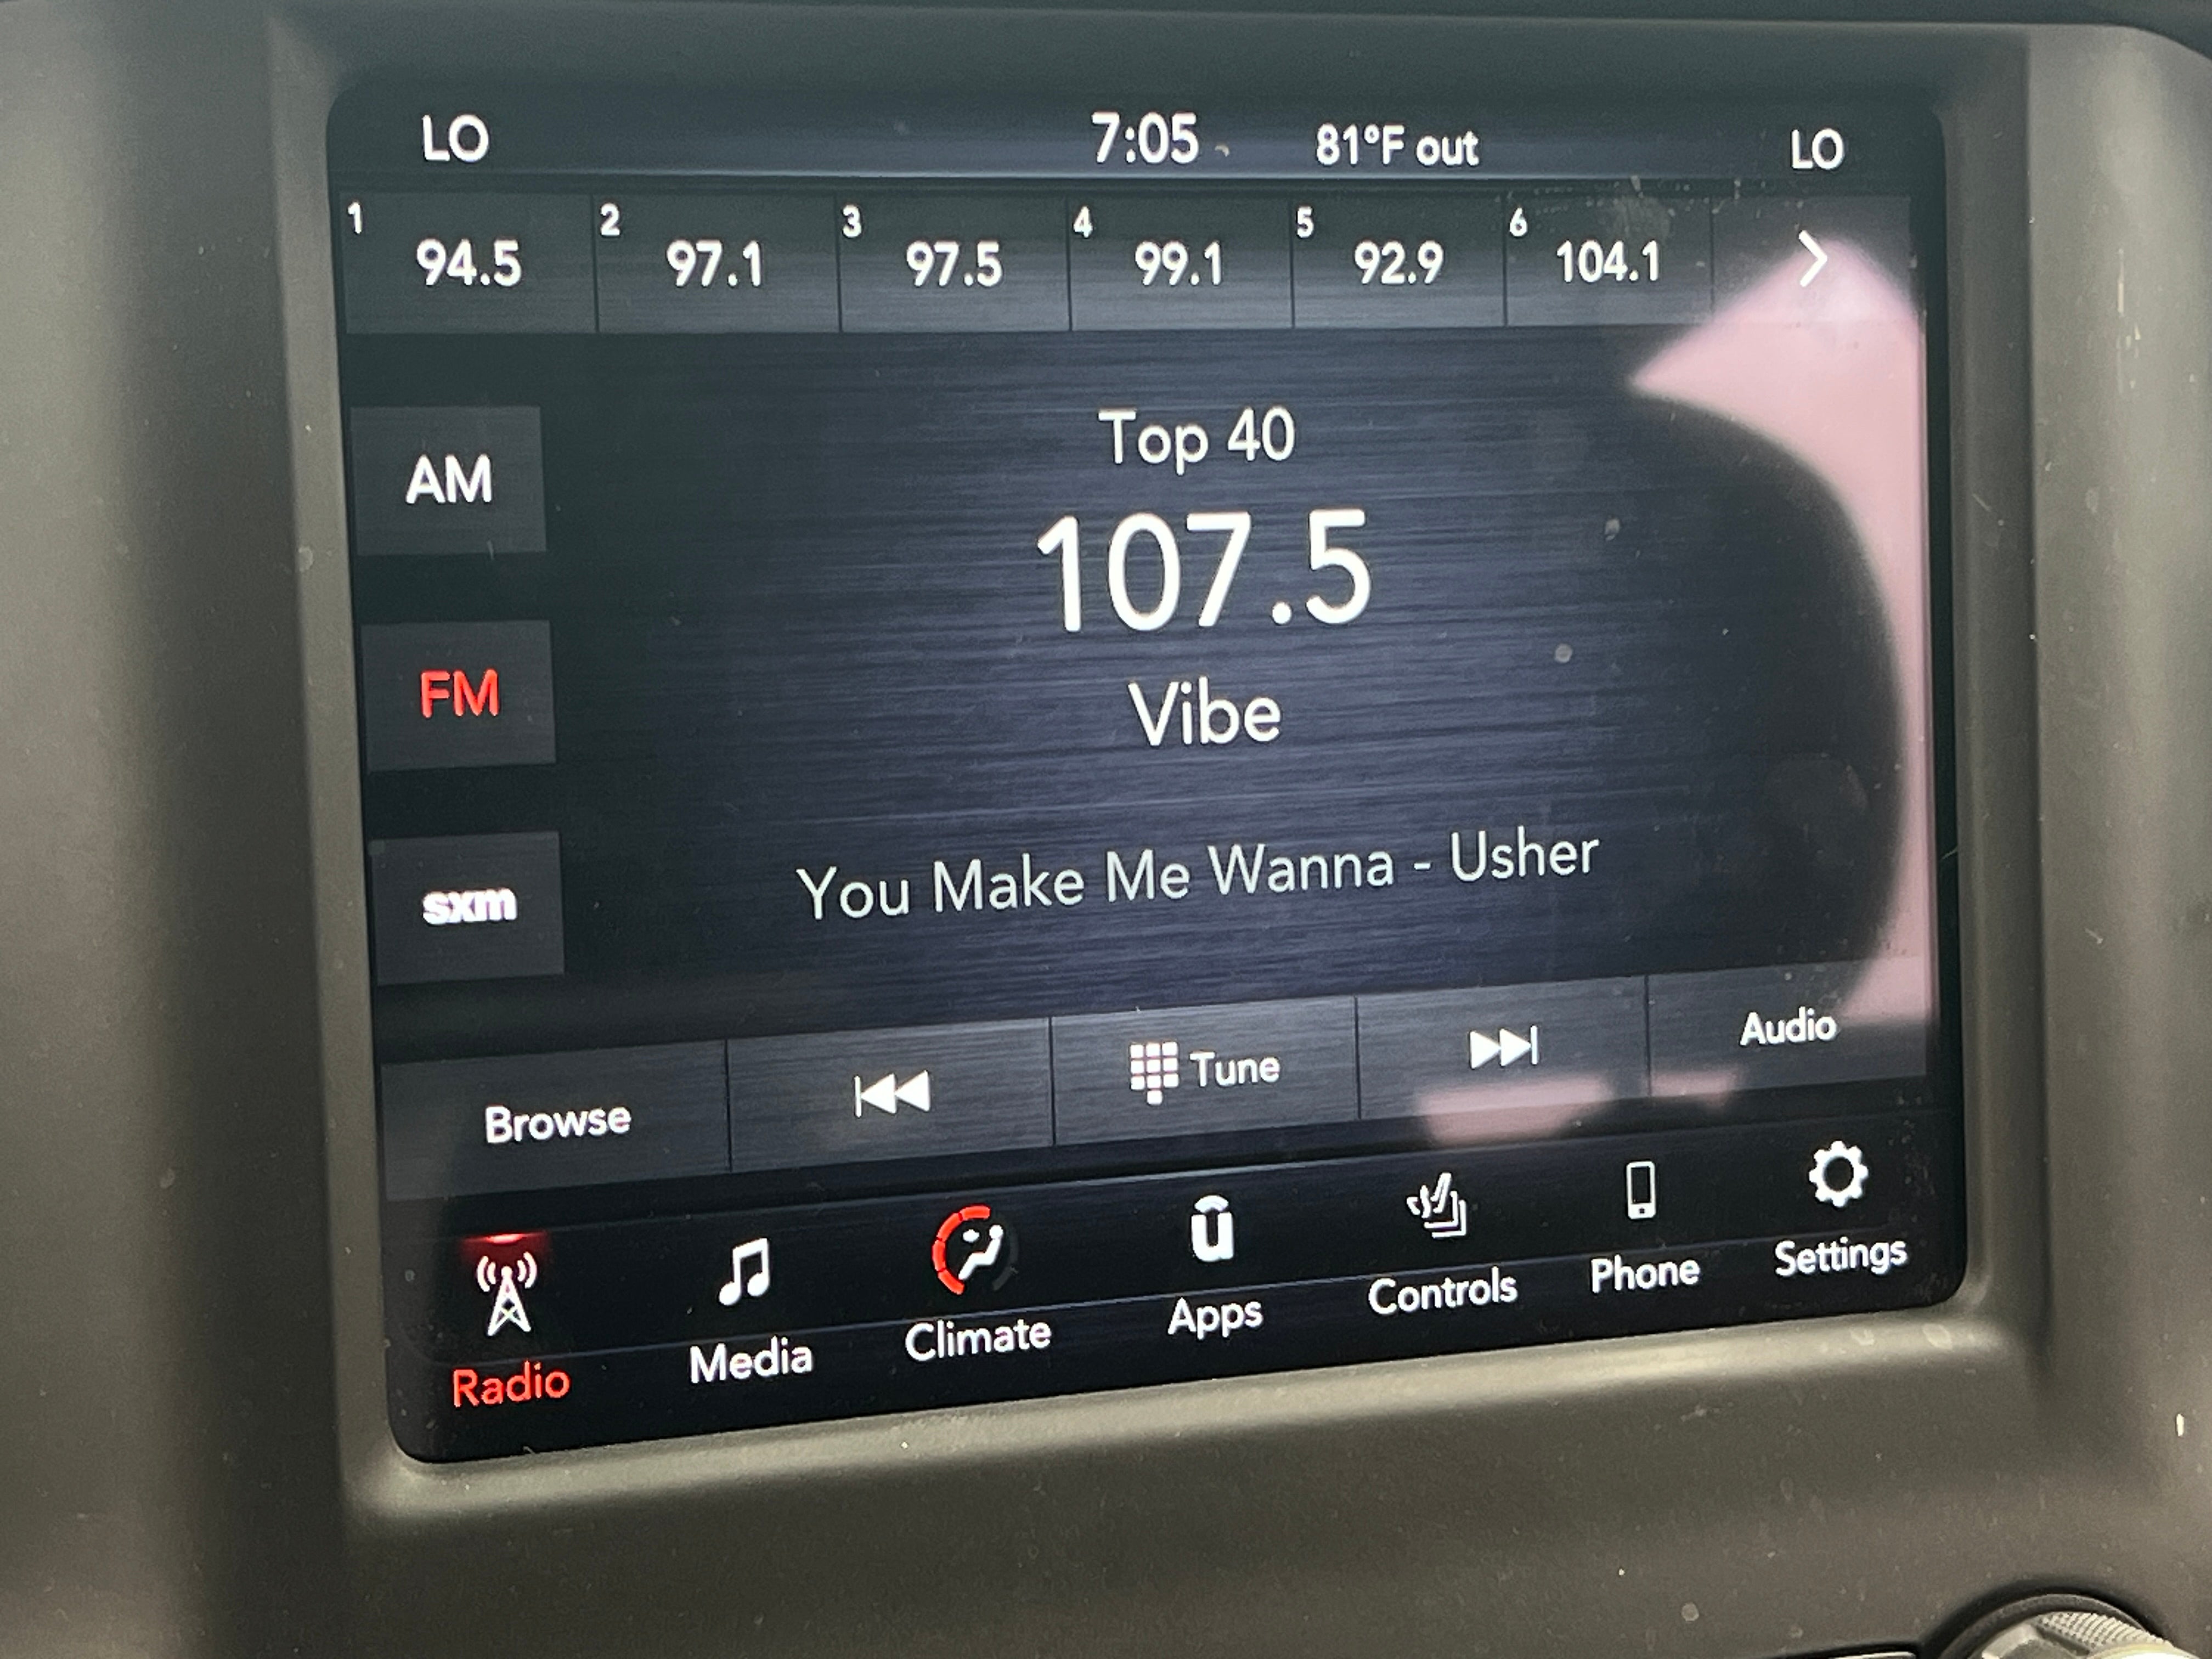 LO 7:05 81°F out LO
1 94.5 2 97.1 3 97.5 4 99.1 5 92.9 6 104.1
Top 40
AM
107.5
FM
Vibe
You Make Me Wanna - Usher
sxm
Browse Tune Audio
Radio Media Climate Apps Controls Phone Settings